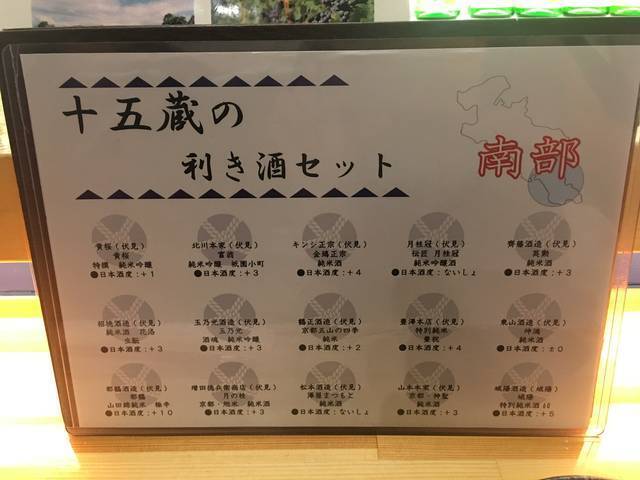 十五蔵の
利き酒セット
南部
黄桜（伏見）
黄桜
特撰　純米吟醸
●日本酒度：+1
北川本家（伏見）
富翁
純米吟醸　祇園小町
●日本酒度：+3
キンシ正宗（伏見）
金鵄正宗
純米酒
●日本酒度：+4
月桂冠（伏見）
松匠　月桂冠
純米吟醸酒
●日本酒度：ないしょ
齊藤酒造（伏見）
英勲
純米酒
●日本酒度：+3
招徳酒造（伏見）
純米酒　花洛
生酛
●日本酒度：+3
玉乃光酒造（伏見）
玉乃光
酒魂　純米吟醸
●日本酒度：+3
鶴正酒造（伏見）
京都五山の四季
純米
●日本酒度：+2
豊澤本店（伏見）
特別純米
豊祝
●日本酒度：+3
東山酒造（伏見）
坤滴
純米酒
●日本酒度：±0
都鶴酒造（伏見）
都鶴
山田錦純米　極辛
●日本酒度：+10
増田德兵衞商店（伏見）
月の桂
京都・旭米　純米酒
●日本酒度：+3
松本酒造（伏見）
澤屋まつもと
純米酒
●日本酒度：ないしょ
山本本家（伏見）
京都・神聖
純米酒
●日本酒度：+3
城陽酒造（城陽）
城陽
特別純米酒60
●日本酒度：+5